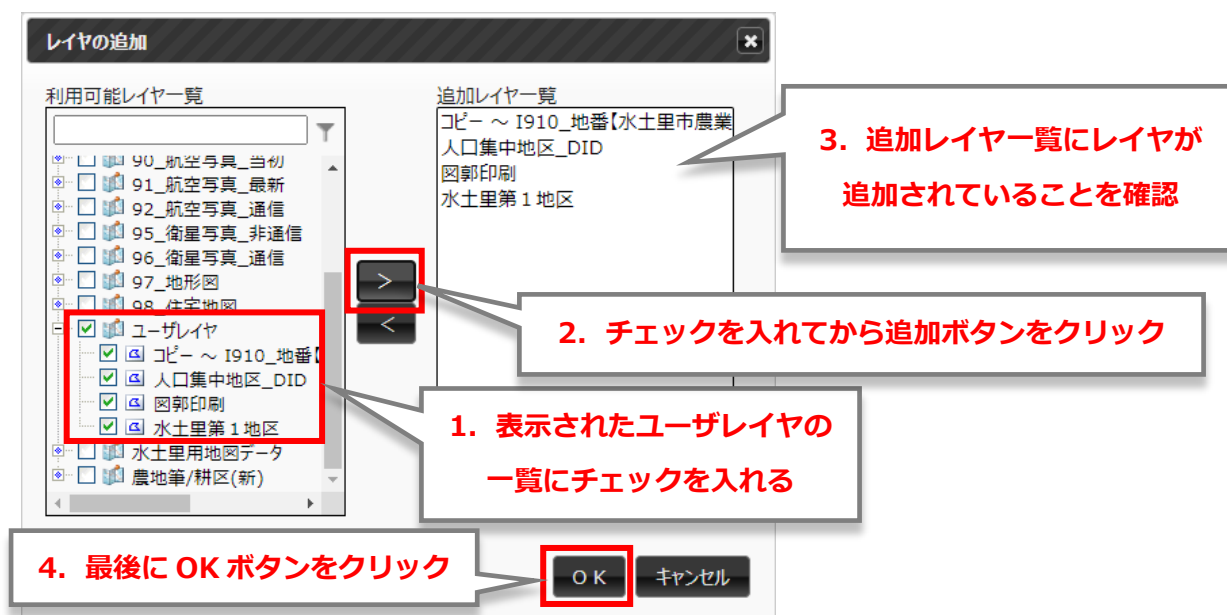 レイヤの追加
利用可能レイヤ一覧
90_航空写真_当初
91_航空写真_最新
92_航空写真_通信
95_衛星写真_非通信
96_衛星写真_通信
97_地形図
98_住宅地図
ユーザレイヤ
コピー ～ I910_地番【
人口集中地区_DID
図郭印刷
水土里第１地区
水土里用地図データ
農地筆/耕区(新)
>
<
追加レイヤ一覧
コピー ～ I910_地番【水土里市農業
人口集中地区_DID
図郭印刷
水土里第１地区
3．追加レイヤ一覧にレイヤが
追加されていることを確認
2．チェックを入れてから追加ボタンをクリック
1．表示されたユーザレイヤの
一覧にチェックを入れる
4．最後に OK ボタンをクリック
ＯＫ
キャンセル